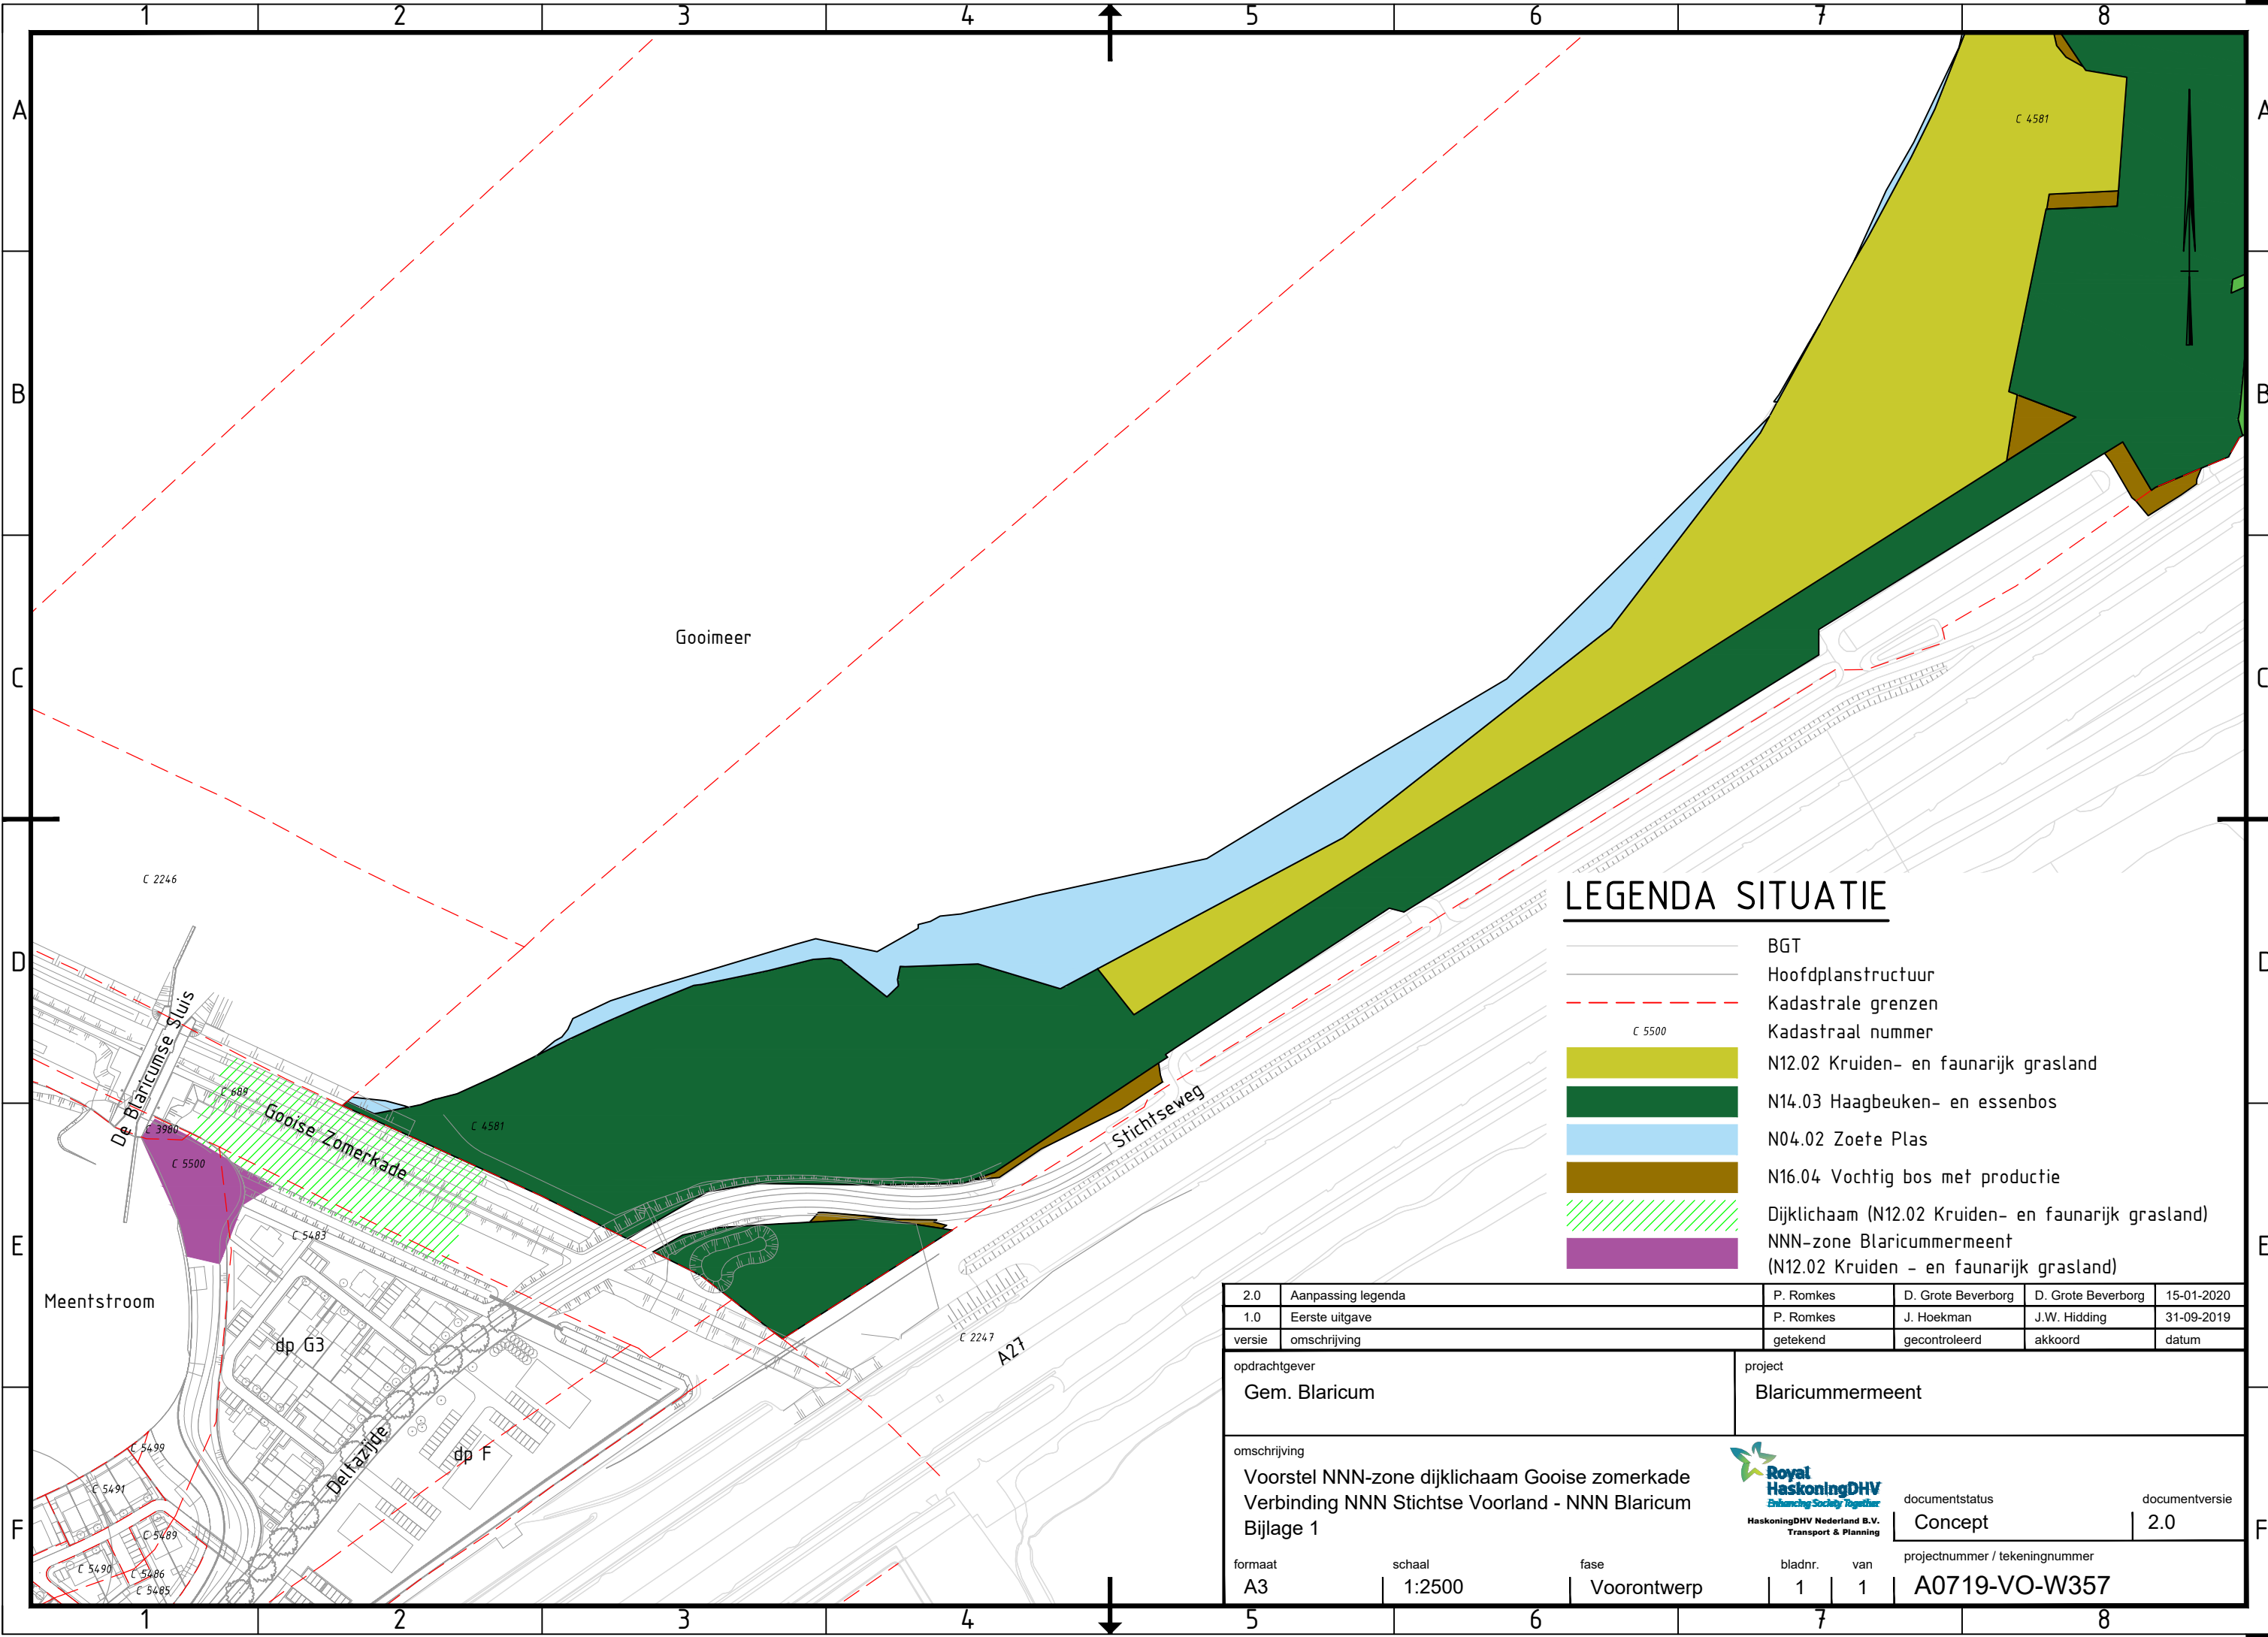 1 2 3 4 5 6 7 8
A A
C 4581
B B
Gooimeer
C C
C 2246
D D
De Blaricumse Sluis
C 689
Gooise Zomerkade
C 3980
C 5500
C 4581
Stichtseweg
C 5483
E E
Meentstroom
dp G3
C 2247
A27
Deltazijde
dp F
C 5499
C 5491
C 5489
C 5490
C 5486
C 5485
F F
LEGENDA SITUATIE
BGT
Hoofdplanstructuur
Kadastrale grenzen
C 5500 Kadastraal nummer
N12.02 Kruiden- en faunarijk grasland
N14.03 Haagbeuken- en essenbos
N04.02 Zoete Plas
N16.04 Vochtig bos met productie
Dijklichaam (N12.02 Kruiden- en faunarijk grasland)
NNN-zone Blaricummermeent
(N12.02 Kruiden - en faunarijk grasland)
2.0 Aanpassing legenda P. Romkes D. Grote Beverborg D. Grote Beverborg 15-01-2020
1.0 Eerste uitgave P. Romkes J. Hoekman J.W. Hidding 31-09-2019
versie omschrijving getekend gecontroleerd akkoord datum
opdrachtgever project
Gem. Blaricum Blaricummermeent
omschrijving
Voorstel NNN-zone dijklichaam Gooise zomerkade
Verbinding NNN Stichtse Voorland - NNN Blaricum
Bijlage 1
Royal
HaskoningDHV
Enhancing Society Together
HaskoningDHV Nederland B.V.
Transport & Planning
documentstatus documentversie
Concept 2.0
formaat schaal fase bladnr. van projectnummer / tekeningnummer
A3 1:2500 Voorontwerp 1 1 A0719-VO-W357
1 2 3 4 5 6 7 8